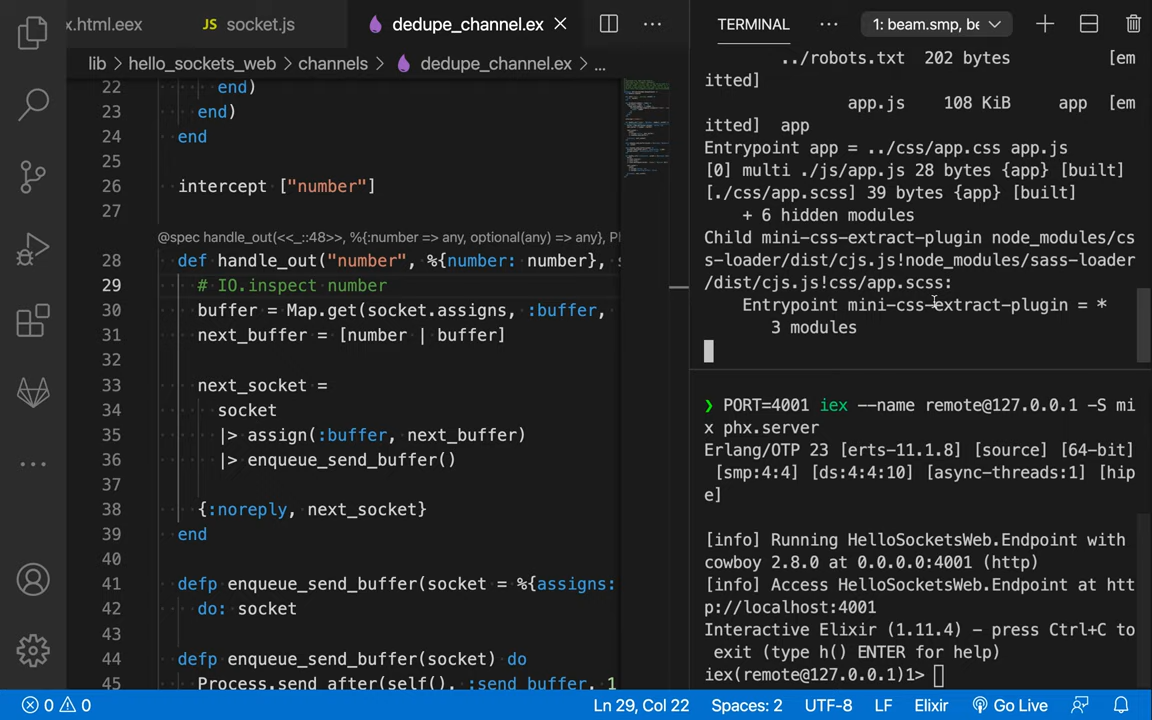 x.html.eex
JS socket.js
dedupe_channel.ex
lib > hello_sockets_web > channels > dedupe_channel.ex > ...
22 end)
23 end)
24 end
25
26 intercept ["number"]
27
@spec handle_out(<<_::48>>, %{:number => any, optional(any) => any},
28 def handle_out("number", %{number: number},
29 # IO.inspect number
30 buffer = Map.get(socket.assigns, :buffer,
31 next_buffer = [number | buffer]
32
33 next_socket =
34 socket
35 |> assign(:buffer, next_buffer)
36 |> enqueue_send_buffer()
37
38 {:noreply, next_socket}
39 end
40
41 defp enqueue_send_buffer(socket = %{assigns:
42 do: socket
43
44 defp enqueue_send_buffer(socket) do
45 Process.send_after(self(), :send_buffer, 1
TERMINAL
1: beam.smp, be
../robots.txt 202 bytes [em
itted]
app.js 108 KiB app [em
itted] app
Entrypoint app = ../css/app.css app.js
[0] multi ./js/app.js 28 bytes {app} [built]
[./css/app.scss] 39 bytes {app} [built]
+ 6 hidden modules
Child mini-css-extract-plugin node_modules/cs
s-loader/dist/cjs.js!node_modules/sass-loader
/dist/cjs.js!css/app.scss:
Entrypoint mini-css-extract-plugin = *
3 modules
❯ PORT=4001 iex --name remote@127.0.0.1 -S mi
x phx.server
Erlang/OTP 23 [erts-11.1.8] [source] [64-bit]
[smp:4:4] [ds:4:4:10] [async-threads:1] [hip
e]
[info] Running HelloSocketsWeb.Endpoint with
cowboy 2.8.0 at 0.0.0.0:4001 (http)
[info] Access HelloSocketsWeb.Endpoint at htt
p://localhost:4001
Interactive Elixir (1.11.4) - press Ctrl+C to
exit (type h() ENTER for help)
iex(remote@127.0.0.1)1>
0 0
Ln 29, Col 22
Spaces: 2
UTF-8
LF
Elixir
Go Live